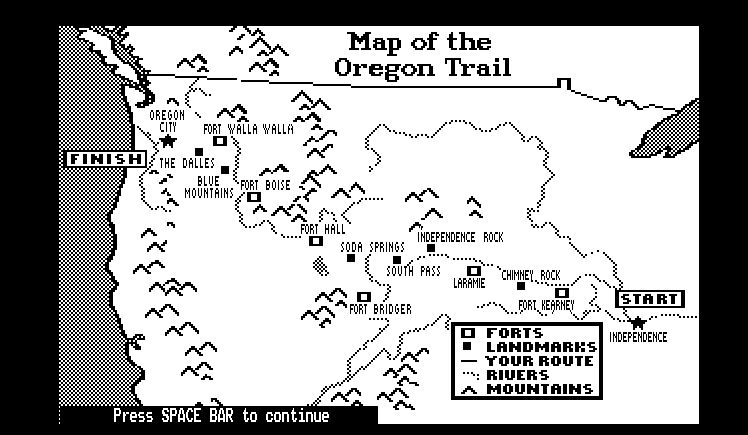 Map of the
Oregon Trail
OREGON
CITY
FORT WALLA WALLA
FINISH
THE DALLES
BLUE
MOUNTAINS
FORT BOISE
FORT HALL
SODA SPRINGS
INDEPENDENCE ROCK
SOUTH PASS
LARAMIE
CHIMNEY ROCK
FORT BRIDGER
FORT KEARNEY
START
INDEPENDENCE
FORTS
LANDMARKS
YOUR ROUTE
RIVERS
MOUNTAINS
Press SPACE BAR to continue